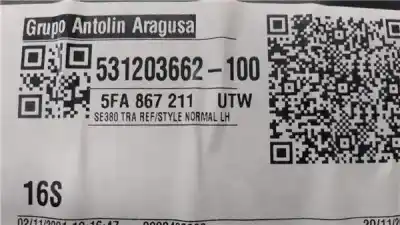 Grupo Antolin Aragusa
531203662-100
5FA 867 211 UTW
SE380 TRA REF/STYLE NORMAL LH
16S